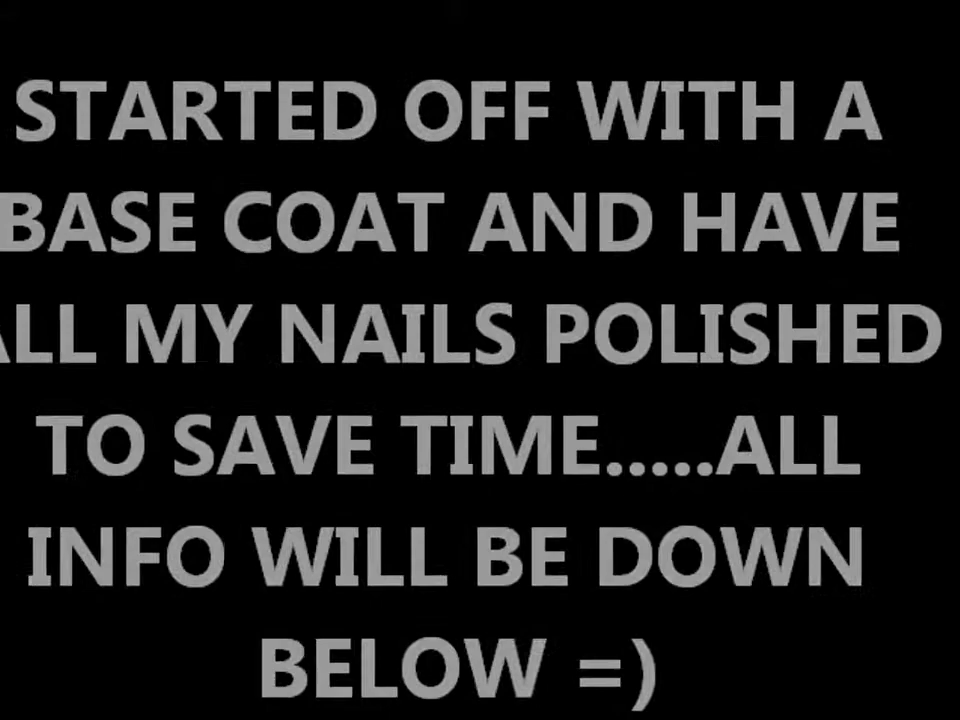 STARTED OFF WITH A
BASE COAT AND HAVE
ALL MY NAILS POLISHED
TO SAVE TIME.....ALL
INFO WILL BE DOWN
BELOW =)